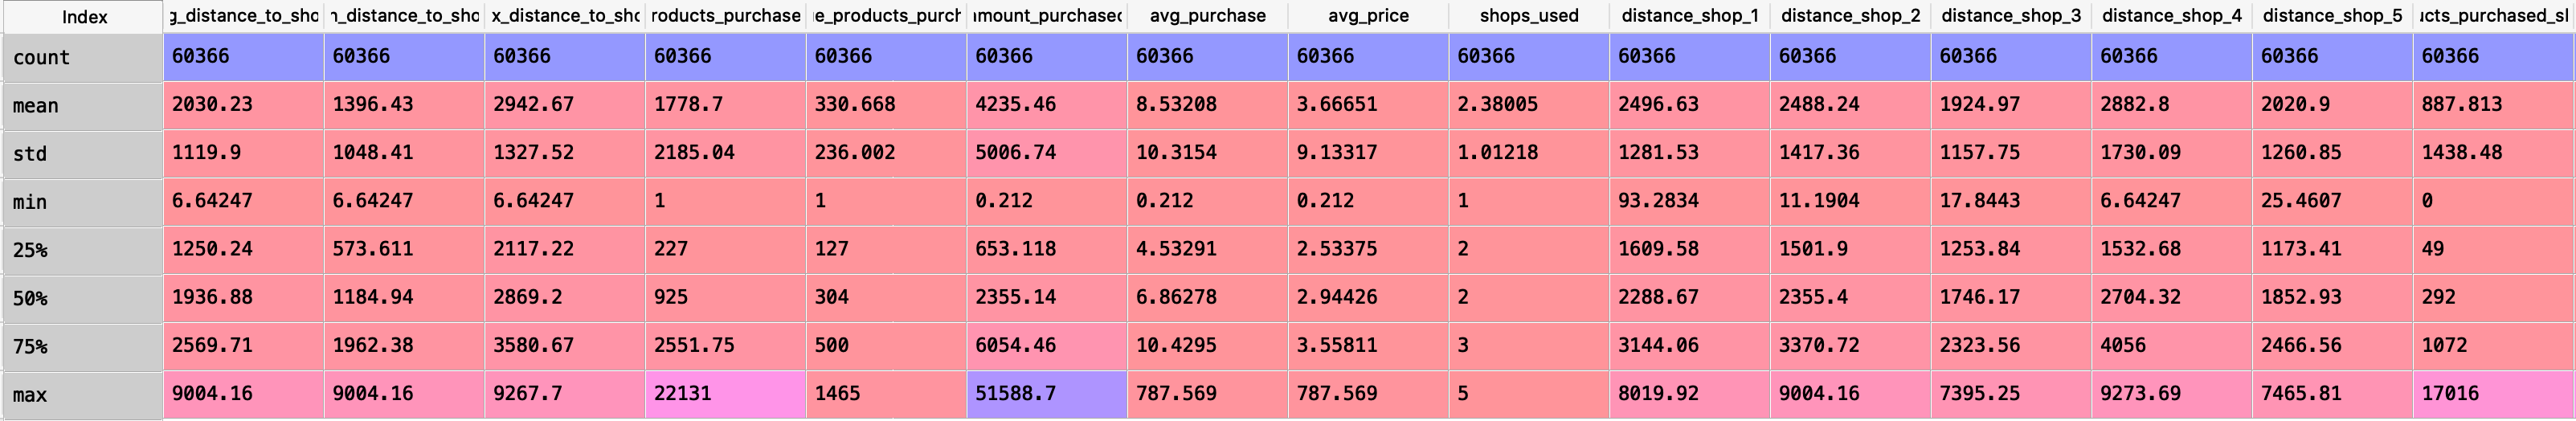 Index g_distance_to_sho n_distance_to_sho x_distance_to_sho roducts_purchase e_products_purch amount_purchased avg_purchase avg_price shops_used distance_shop_1 distance_shop_2 distance_shop_3 distance_shop_4 distance_shop_5 ucts_purchased_sl
count 60366 60366 60366 60366 60366 60366 60366 60366 60366 60366 60366 60366 60366 60366 60366
mean 2030.23 1396.43 2942.67 1778.7 330.668 4235.46 8.53208 3.66651 2.38005 2496.63 2488.24 1924.97 2882.8 2020.9 887.813
std 1119.9 1048.41 1327.52 2185.04 236.002 5006.74 10.3154 9.13317 1.01218 1281.53 1417.36 1157.75 1730.09 1260.85 1438.48
min 6.64247 6.64247 6.64247 1 1 0.212 0.212 0.212 1 93.2834 11.1904 17.8443 6.64247 25.4607 0
25% 1250.24 573.611 2117.22 227 127 653.118 4.53291 2.53375 2 1609.58 1501.9 1253.84 1532.68 1173.41 49
50% 1936.88 1184.94 2869.2 925 304 2355.14 6.86278 2.94426 2 2288.67 2355.4 1746.17 2704.32 1852.93 292
75% 2569.71 1962.38 3580.67 2551.75 500 6054.46 10.4295 3.55811 3 3144.06 3370.72 2323.56 4056 2466.56 1072
max 9004.16 9004.16 9267.7 22131 1465 51588.7 787.569 787.569 5 8019.92 9004.16 7395.25 9273.69 7465.81 17016